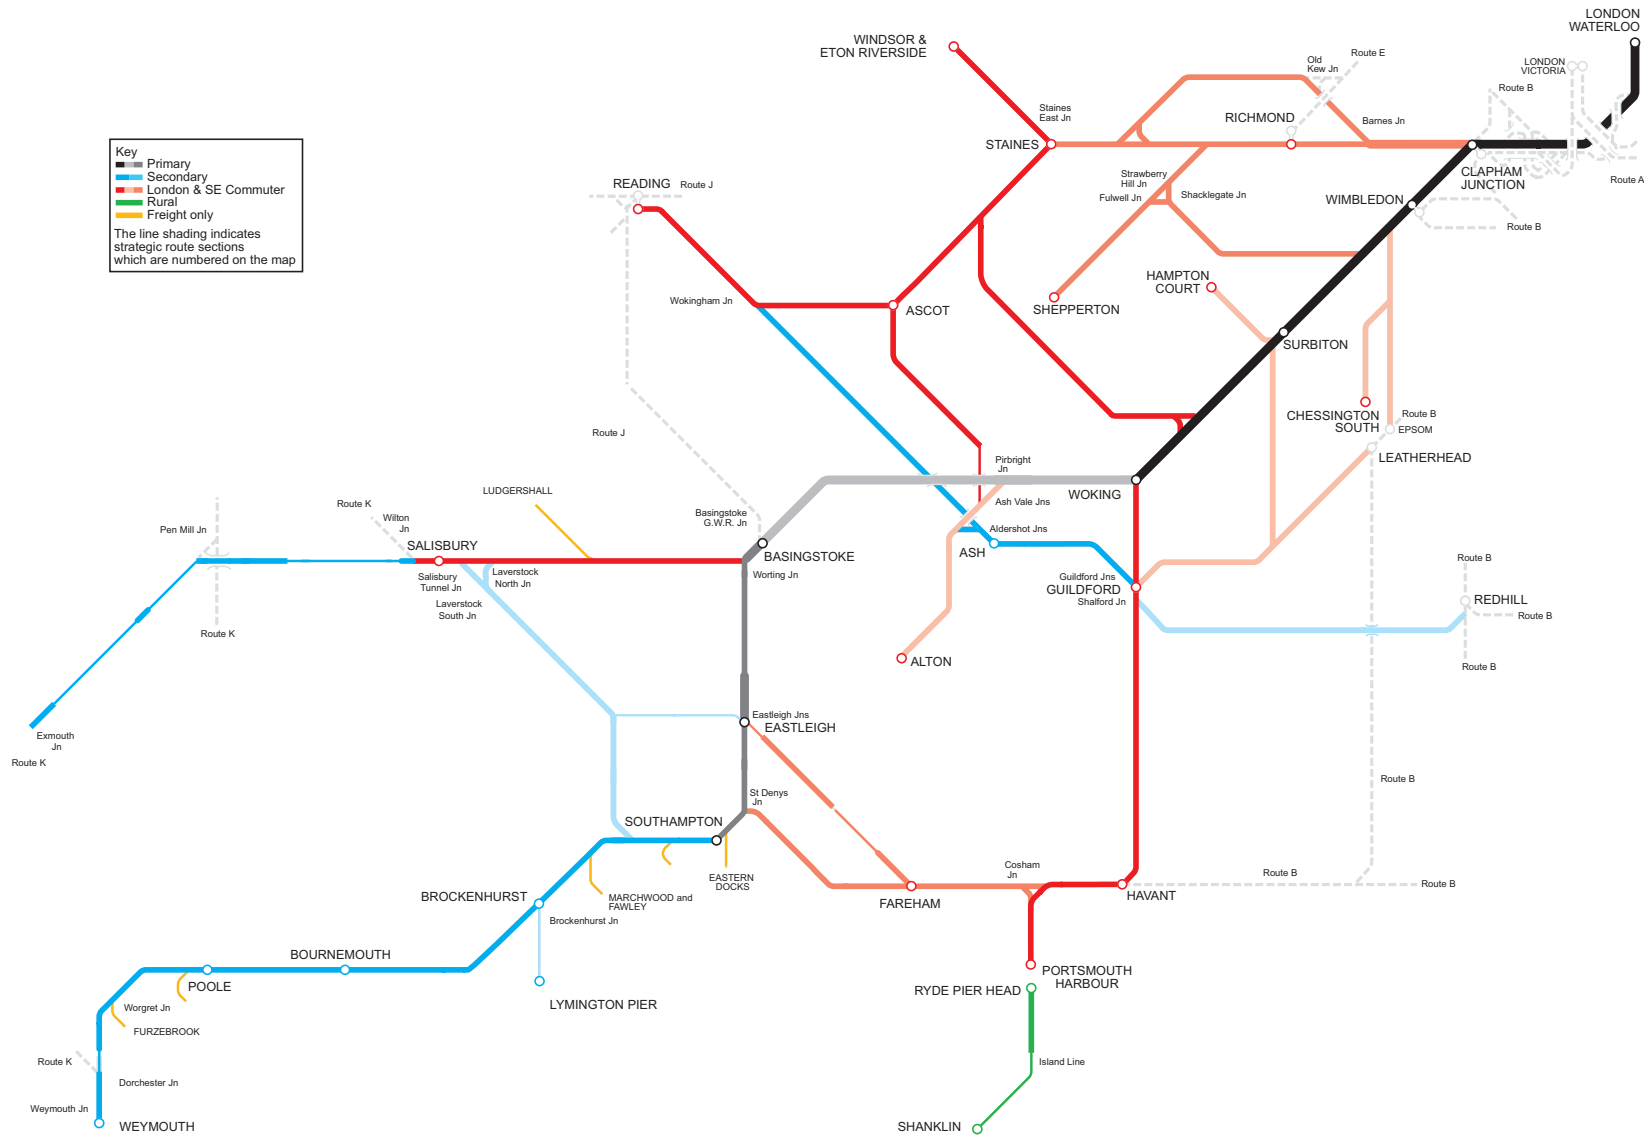 LONDON
WATERLOO
WINDSOR &
ETON RIVERSIDE
Route E
Old
Kew Jn
LONDON
VICTORIA
Route B
Staines
East Jn
RICHMOND
Barnes Jn
STAINES
CLAPHAM
JUNCTION
Route A
Key
Primary
Secondary
London & SE Commuter
Rural
Freight only
The line shading indicates
strategic route sections
which are numbered on the map
READING
Route J
Strawberry
Hill Jn
Fulwell Jn
Shacklegate Jn
WIMBLEDON
Route B
HAMPTON
COURT
Wokingham Jn
ASCOT
SHEPPERTON
SURBITON
CHESSINGTON
SOUTH
Route B
EPSOM
Route J
LEATHERHEAD
Pirbright
Jn
WOKING
LUDGERSHALL
Ash Vale Jns
Route K
Wilton
Jn
Pen Mill Jn
Basingstoke
G.W.R. Jn
Aldershot Jns
SALISBURY
BASINGSTOKE
ASH
Route B
Salisbury
Tunnel Jn
Laverstock
North Jn
Worting Jn
Guildford Jns
GUILDFORD
Shalford Jn
Laverstock
South Jn
REDHILL
Route B
Route K
ALTON
Route B
Eastleigh Jns
EASTLEIGH
Exmouth
Jn
Route K
Route B
St Denys
Jn
SOUTHAMPTON
Cosham
Jn
EASTERN
DOCKS
Route B
Route B
BROCKENHURST
MARCHWOOD and
FAWLEY
FAREHAM
HAVANT
Brockenhurst Jn
BOURNEMOUTH
PORTSMOUTH
HARBOUR
POOLE
RYDE PIER HEAD
LYMINGTON PIER
Worgret Jn
FURZEBROOK
Route K
Island Line
Dorchester Jn
Weymouth Jn
WEYMOUTH
SHANKLIN